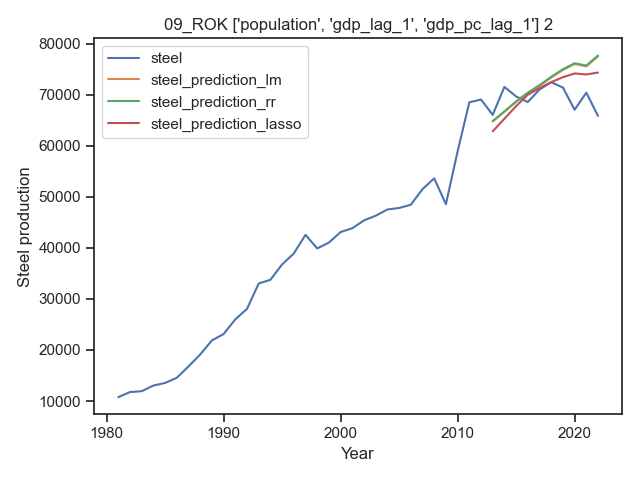 09_ROK ['population', 'gdp_lag_1', 'gdp_pc_lag_1'] 2
steel
steel_prediction_lm
steel_prediction_rr
steel_prediction_lasso
Steel production
80000
70000
60000
50000
40000
30000
20000
10000
1980
1990
2000
2010
2020
Year